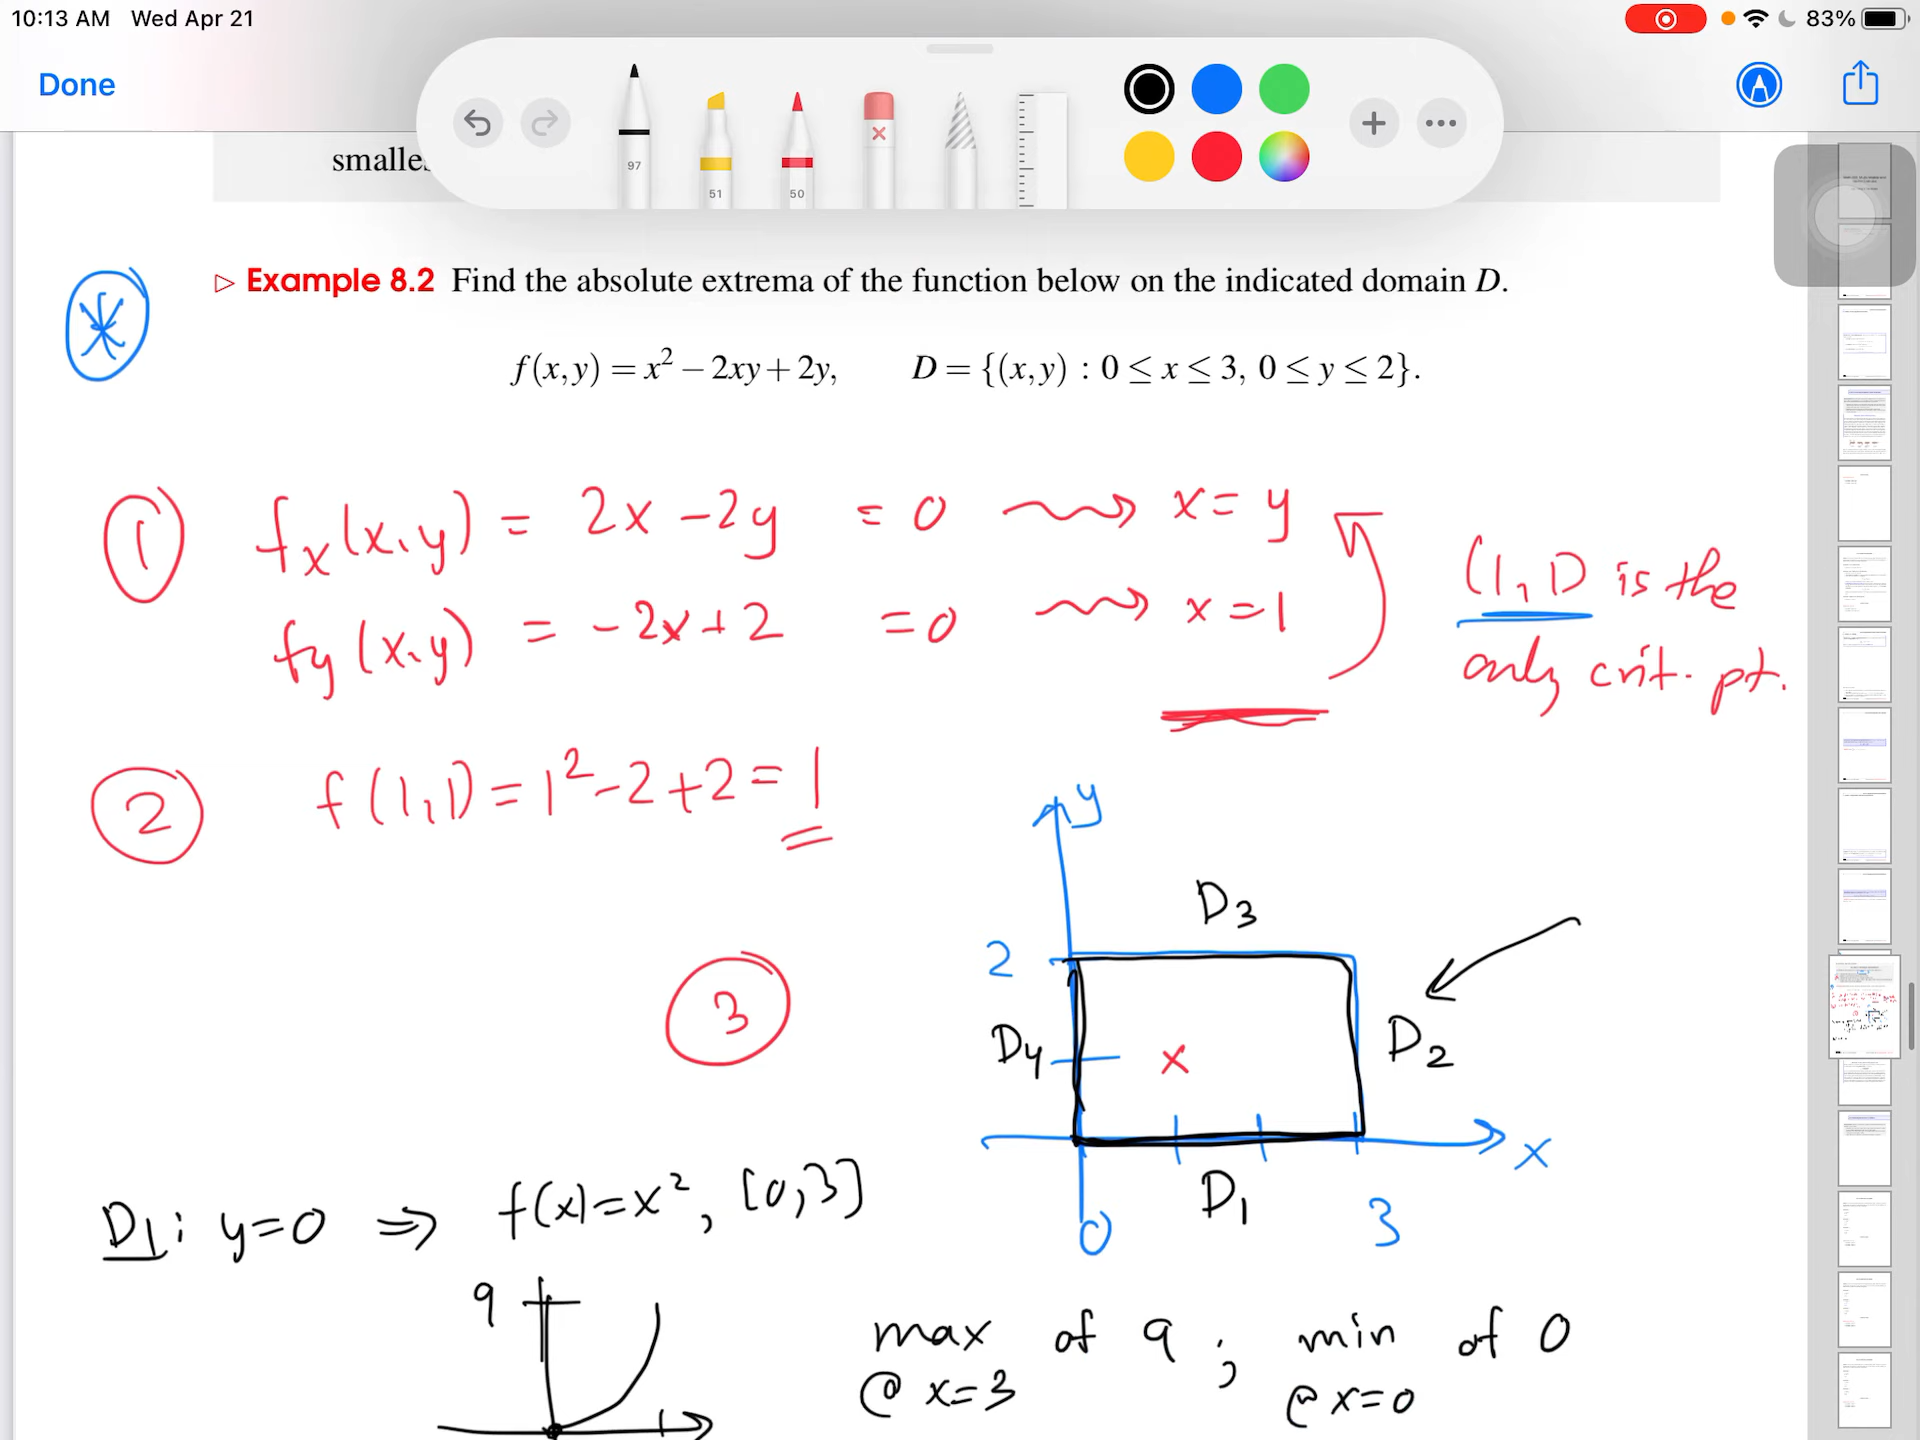 10:13 AM Wed Apr 21
83%
Done
97
51
50
smalles
▷ Example 8.2 Find the absolute extrema of the function below on the indicated domain D.
f(x,y) = x² − 2xy + 2y, D = {(x,y) : 0 ≤ x ≤ 3, 0 ≤ y ≤ 2}.
① fx(x,y) = 2x −2y = 0 ⇝ x = y
fy(x,y) = −2x+2 =0 ⇝ x =1
(1,1) is the
only crit. pt.
② f(1,1) = 1² −2 +2 = 1
y
D3
2
③
D4
x
D2
x
D1
0
3
D1: y=0 ⇒ f(x)=x², [0,3]
9
max of 9 ; min of 0
@ x=3 @ x=0